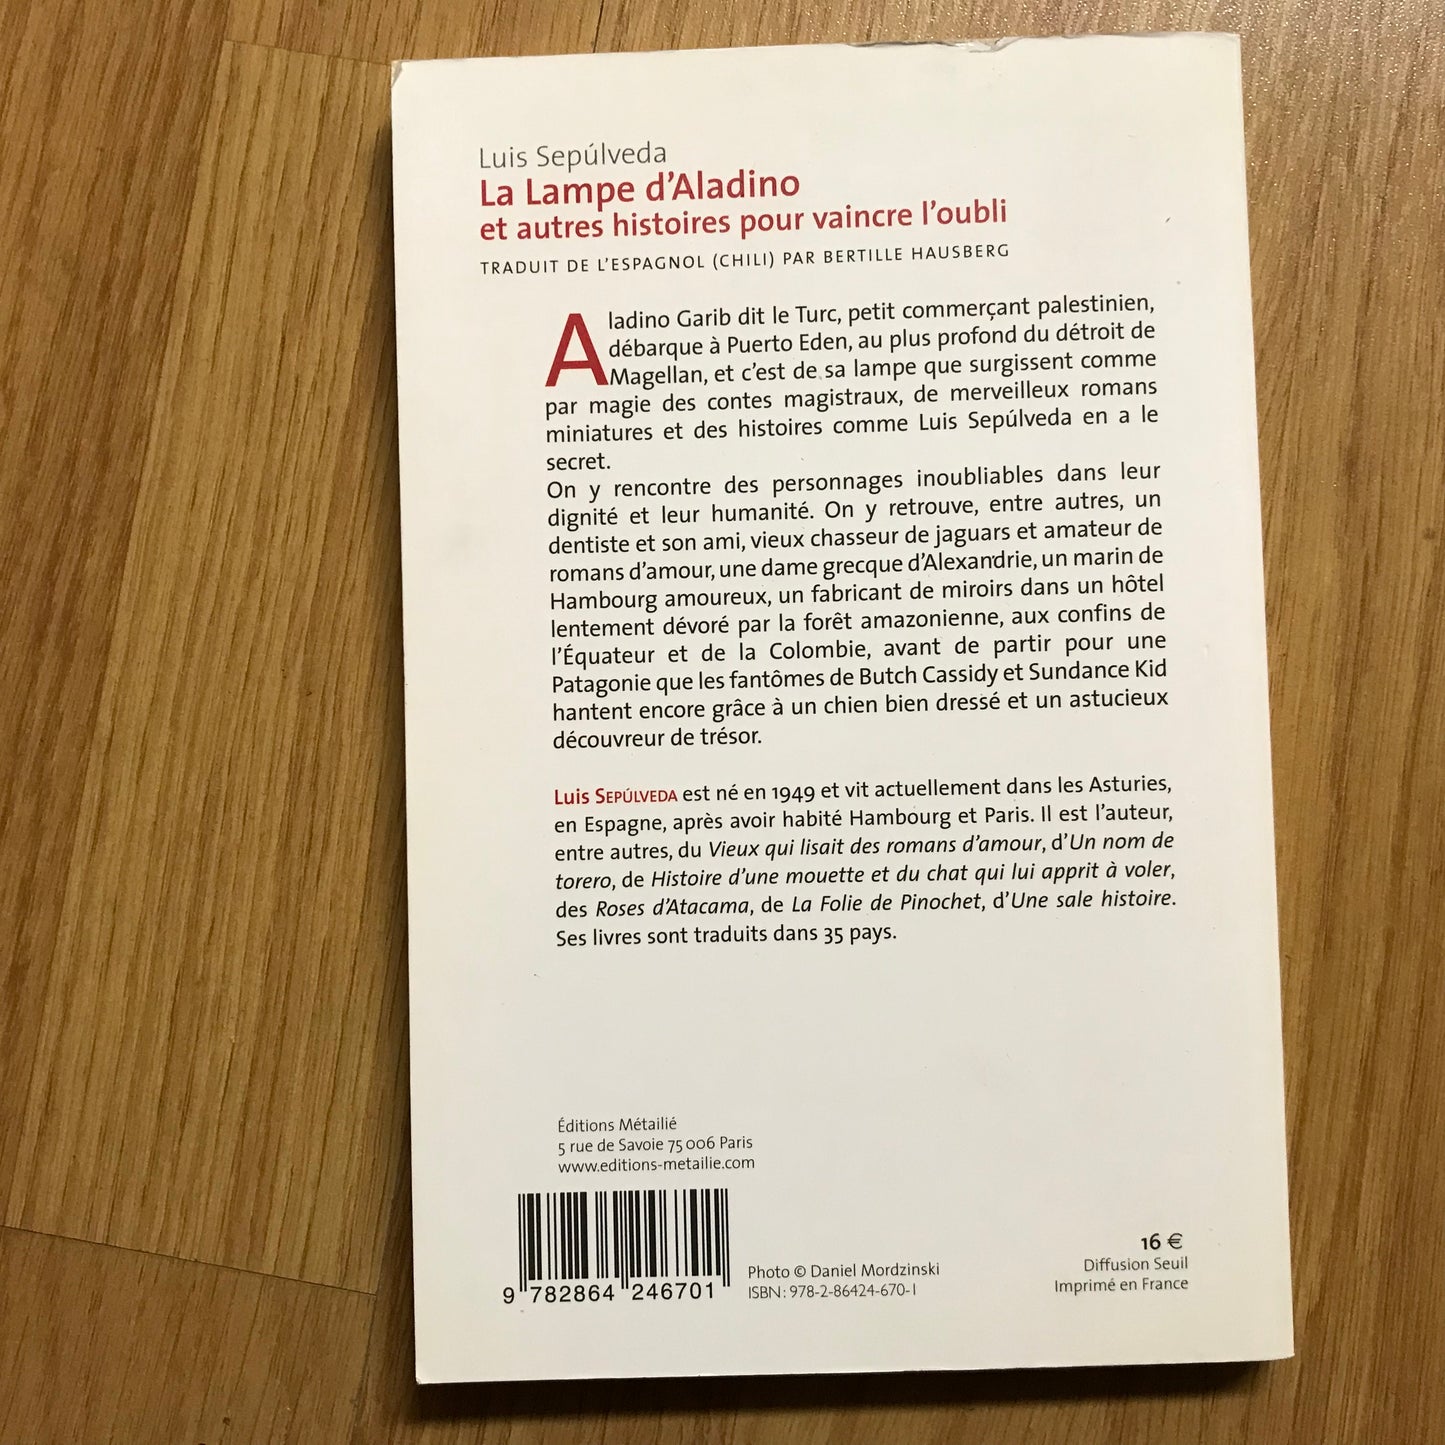 Luis Sepúlveda
La Lampe d'Aladino
et autres histoires pour vaincre l'oubli
TRADUIT DE L'ESPAGNOL (CHILI) PAR BERTILLE HAUSBERG
Aladino Garib dit le Turc, petit commerçant palestinien,
débarque à Puerto Eden, au plus profond du détroit de
Magellan, et c'est de sa lampe que surgissent comme
par magie des contes magistraux, de merveilleux romans
miniatures et des histoires comme Luis Sepúlveda en a le
secret.
On y rencontre des personnages inoubliables dans leur
dignité et leur humanité. On y retrouve, entre autres, un
dentiste et son ami, vieux chasseur de jaguars et amateur de
romans d'amour, une dame grecque d'Alexandrie, un marin de
Hambourg amoureux, un fabricant de miroirs dans un hôtel
lentement dévoré par la forêt amazonienne, aux confins de
l'Équateur et de la Colombie, avant de partir pour une
Patagonie que les fantômes de Butch Cassidy et Sundance Kid
hantent encore grâce à un chien bien dressé et un astucieux
découvreur de trésor.
Luis SEPÚLVEDA est né en 1949 et vit actuellement dans les Asturies,
en Espagne, après avoir habité Hambourg et Paris. Il est l'auteur,
entre autres, du Vieux qui lisait des romans d'amour, d'Un nom de
torero, de Histoire d'une mouette et du chat qui lui apprit à voler,
des Roses d'Atacama, de La Folie de Pinochet, d'Une sale histoire.
Ses livres sont traduits dans 35 pays.
Éditions Métailié
5 rue de Savoie 75 006 Paris
www.editions-metailie.com
9 782864 246701
Photo © Daniel Mordzinski
ISBN : 978-2-86424-670-1
16 €
Diffusion Seuil
Imprimé en France